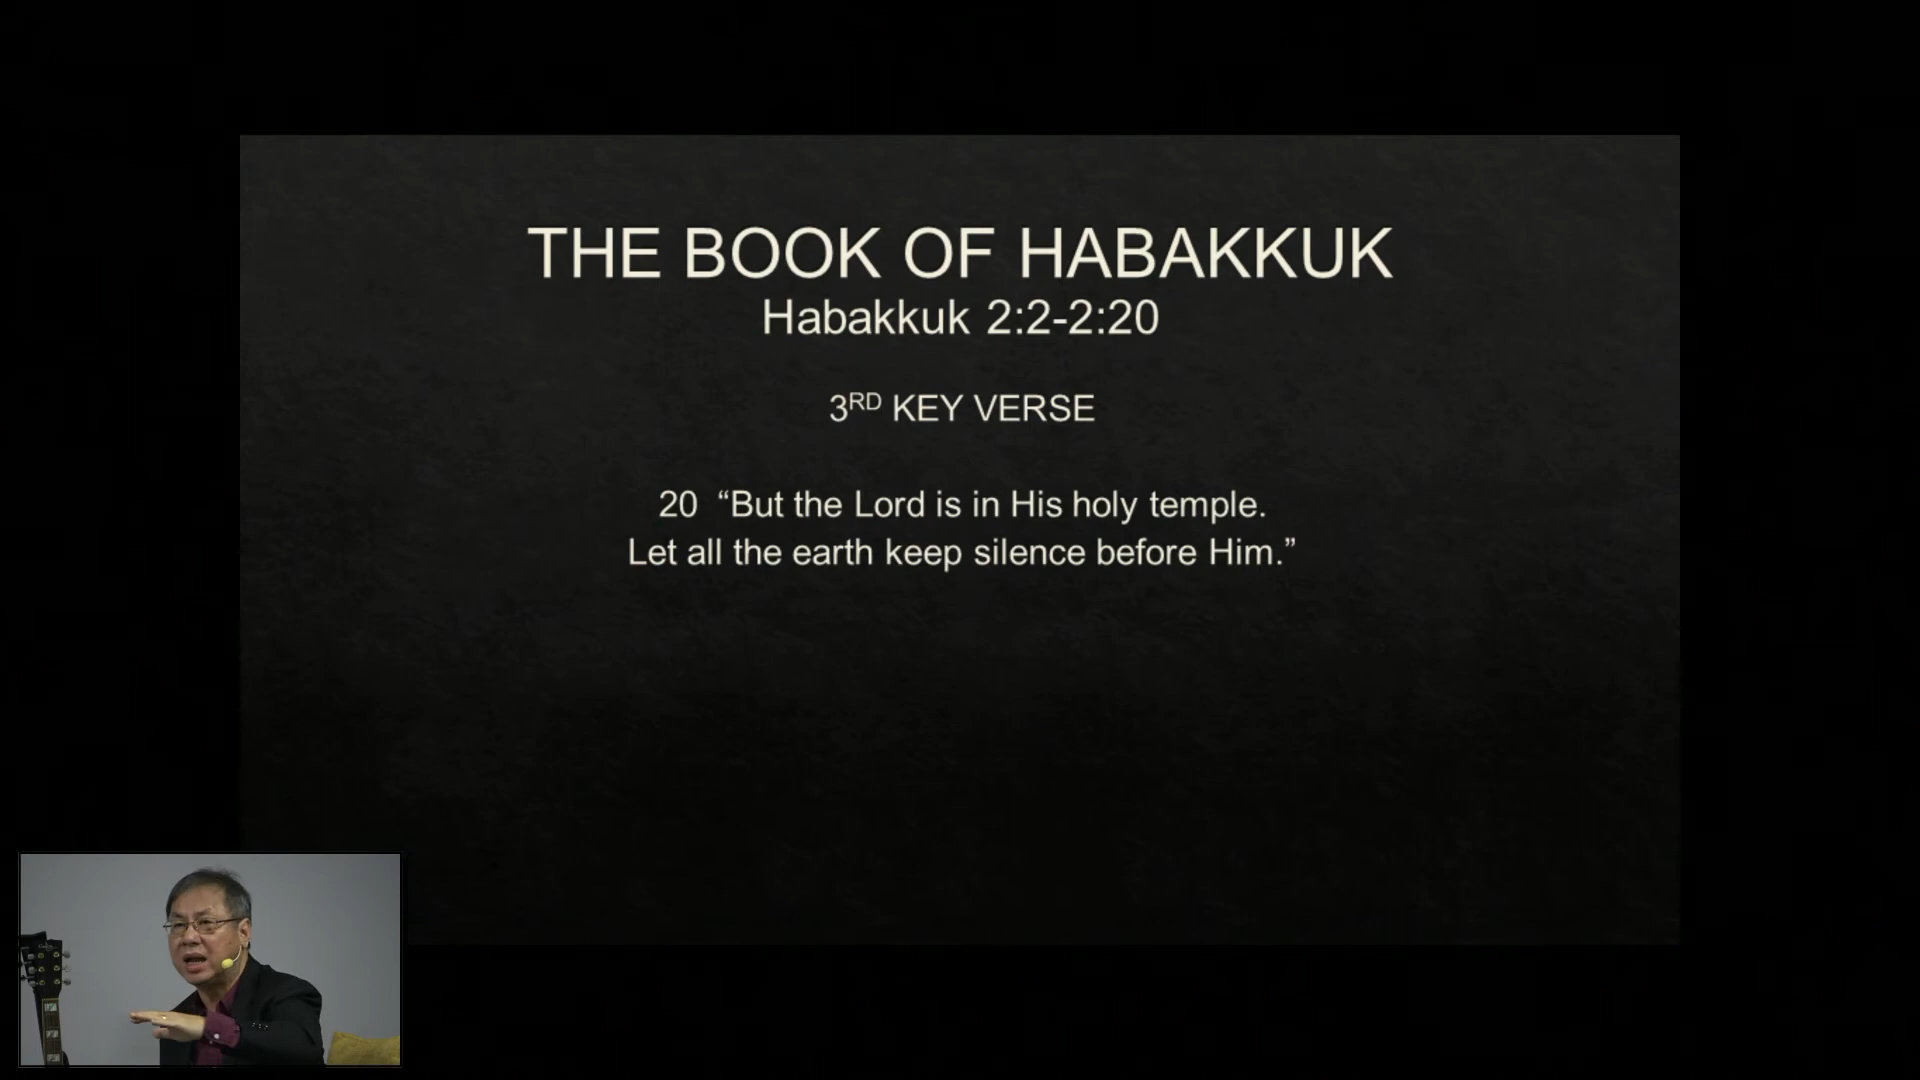 THE BOOK OF HABAKKUK
Habakkuk 2:2-2:20
3RD KEY VERSE
20 “But the Lord is in His holy temple.
Let all the earth keep silence before Him.”